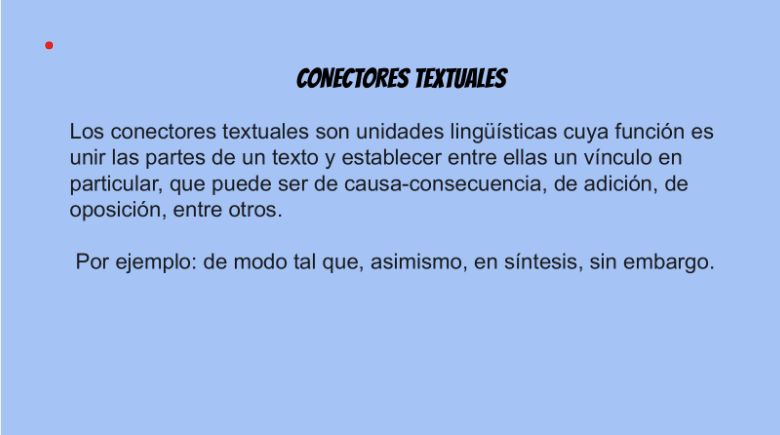 CONECTORES TEXTUALES
Los conectores textuales son unidades lingüísticas cuya función es
unir las partes de un texto y establecer entre ellas un vínculo en
particular, que puede ser de causa-consecuencia, de adición, de
oposición, entre otros.
Por ejemplo: de modo tal que, asimismo, en síntesis, sin embargo.